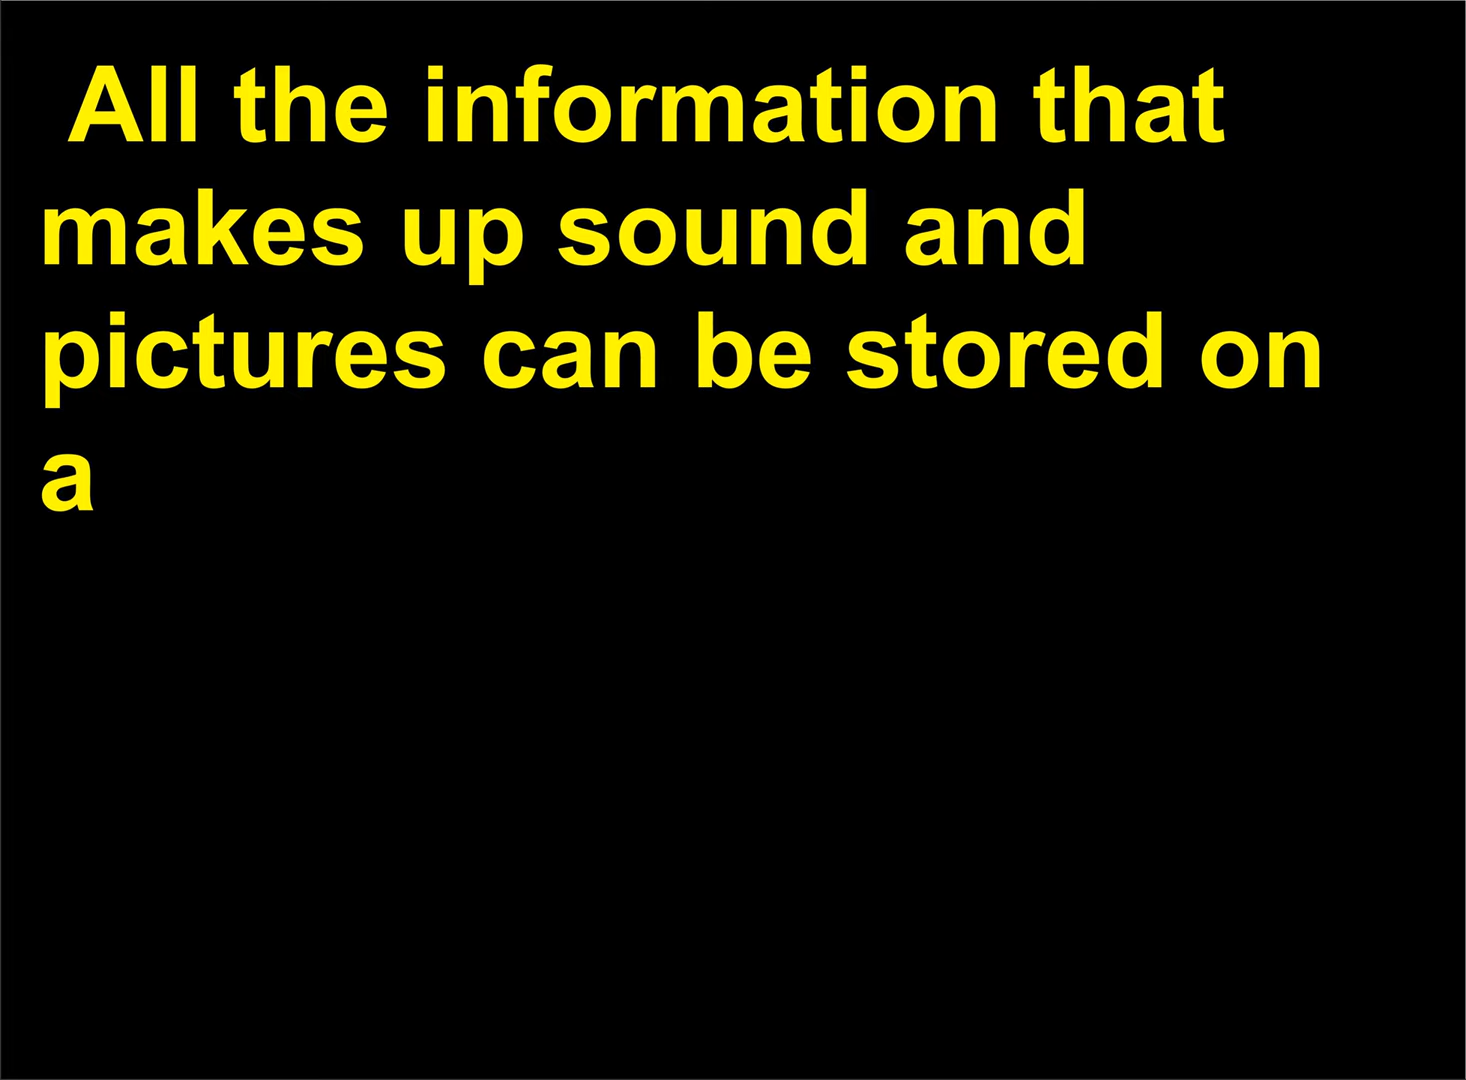 All the information that
makes up sound and
pictures can be stored on
a